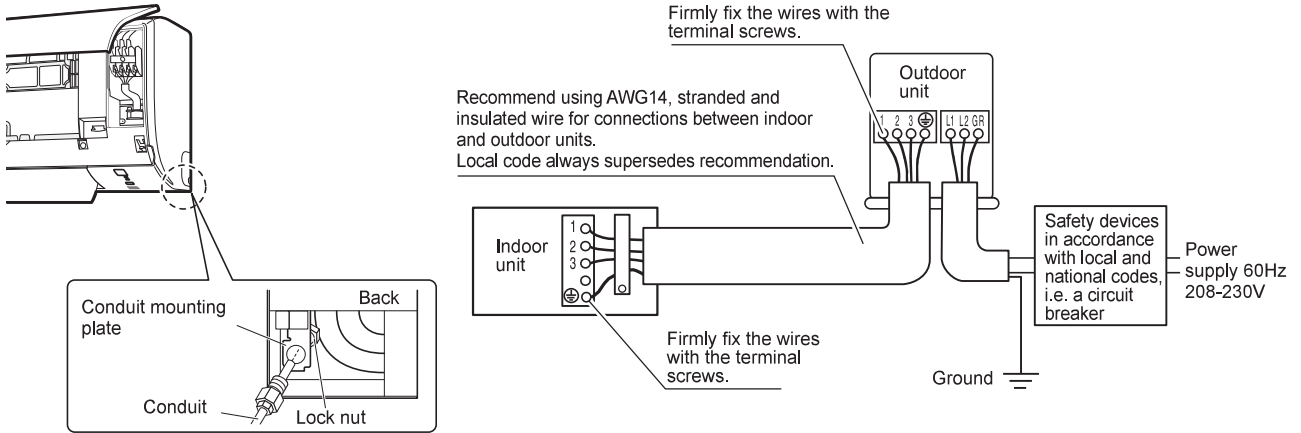 Firmly fix the wires with the
terminal screws.
Outdoor
unit
1 2 3 L1 L2 GR
Recommend using AWG14, stranded and
insulated wire for connections between indoor
and outdoor units.
Local code always supersedes recommendation.
Indoor
unit
1
2
3
Safety devices
in accordance
with local and
national codes,
i.e. a circuit
breaker
Power
supply 60Hz
208-230V
Firmly fix the wires
with the terminal
screws.
Ground
Conduit mounting
plate
Back
Conduit
Lock nut